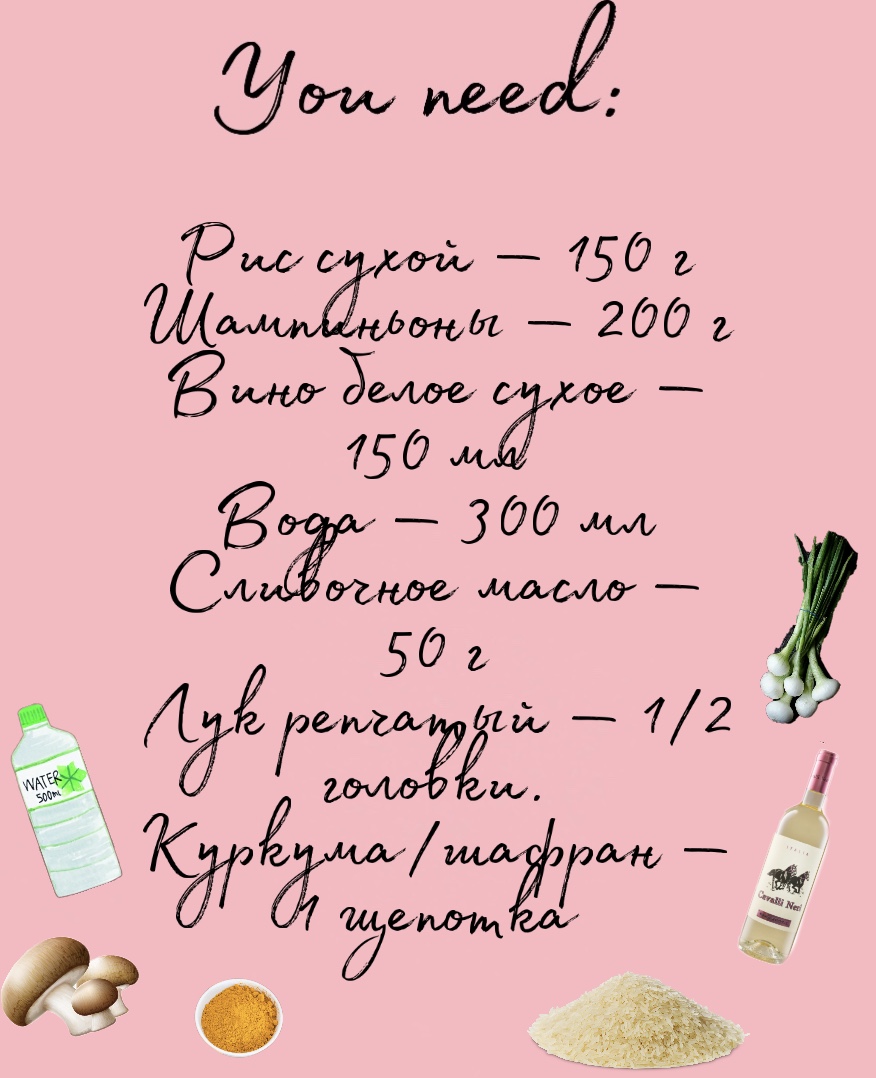 You need:
Рис сухой — 150 г
Шампиньоны — 200 г
Вино белое сухое —
150 мл
Вода — 300 мл
Сливочное масло —
50 г
Лук репчатый — 1/2
головки.
Куркума/шафран —
1 щепотка
WATER
500ml
ITALIA
Cavalli Neri